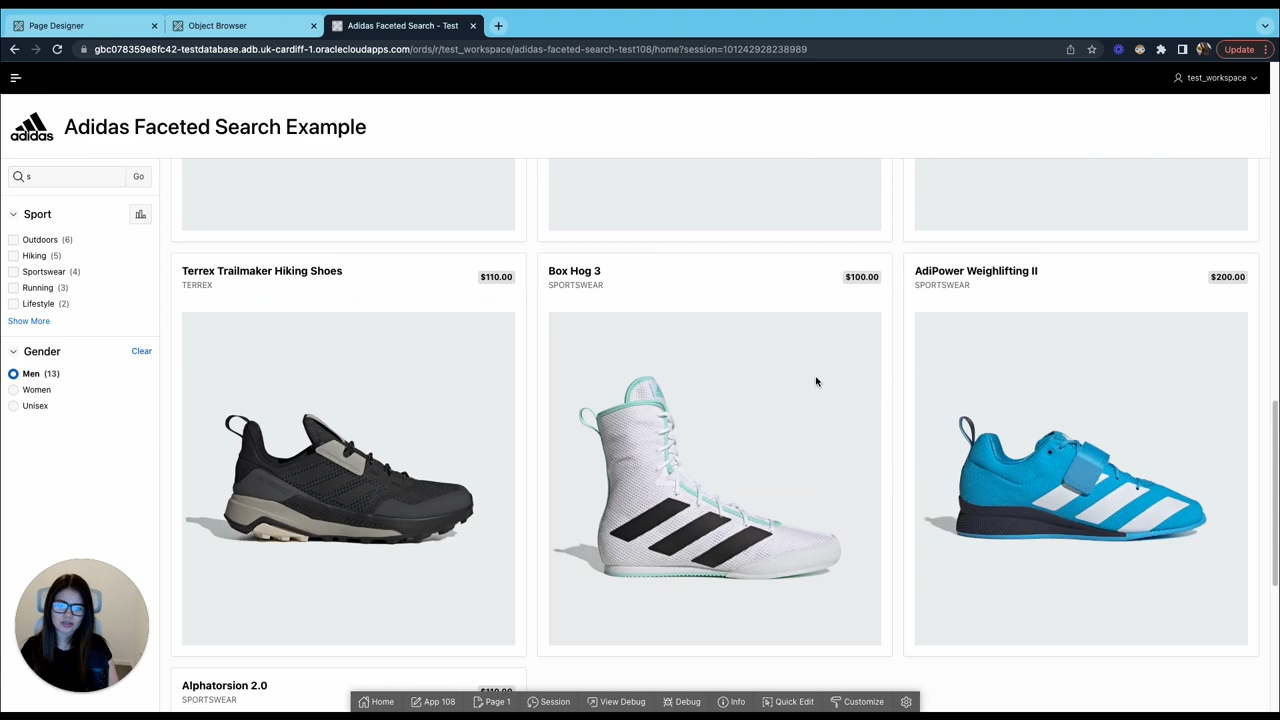 Page Designer
Object Browser
Adidas Faceted Search - Test
gbc078359e8fc42-testdatabase.adb.uk-cardiff-1.oraclecloudapps.com/ords/r/test_workspace/adidas-faceted-search-test108/home?session=101242928238989
Update
test_workspace
adidas
Adidas Faceted Search Example
s
Go
Sport
Outdoors (6)
Hiking (5)
Sportswear (4)
Running (3)
Lifestyle (2)
Show More
Gender
Clear
Men (13)
Women
Unisex
Terrex Trailmaker Hiking Shoes
TERREX
$110.00
Box Hog 3
SPORTSWEAR
$100.00
AdiPower Weighlifting II
SPORTSWEAR
$200.00
Alphatorsion 2.0
SPORTSWEAR
$110.00
Home
App 108
Page 1
Session
View Debug
Debug
Info
Quick Edit
Customize